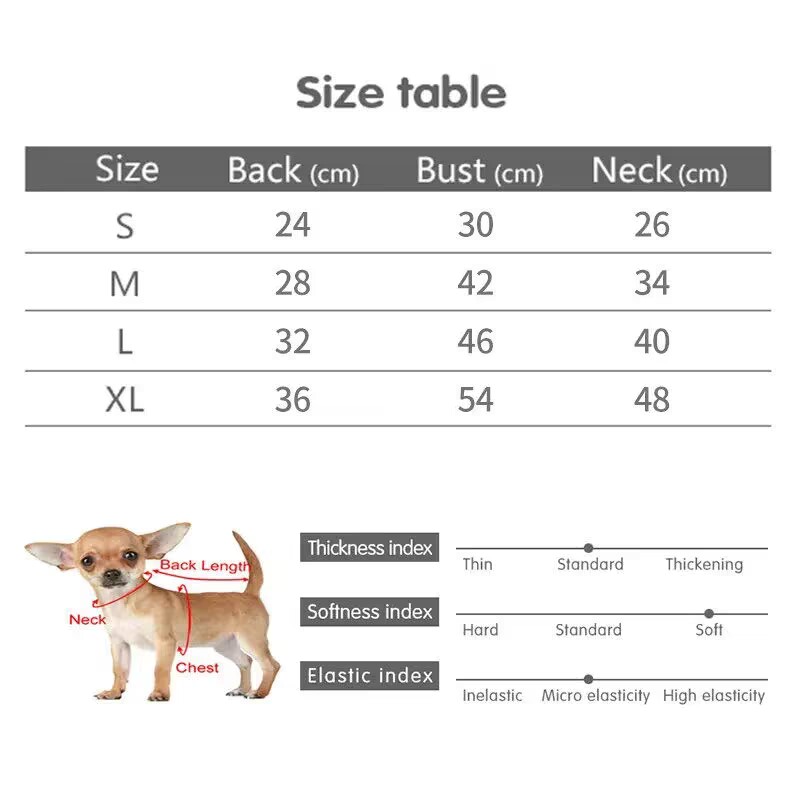 Size table
Size Back (cm) Bust (cm) Neck (cm)
S 24 30 26
M 28 42 34
L 32 46 40
XL 36 54 48
Back Length
Neck
Chest
Thickness index
Thin Standard Thickening
Softness index
Hard Standard Soft
Elastic index
Inelastic Micro elasticity High elasticity